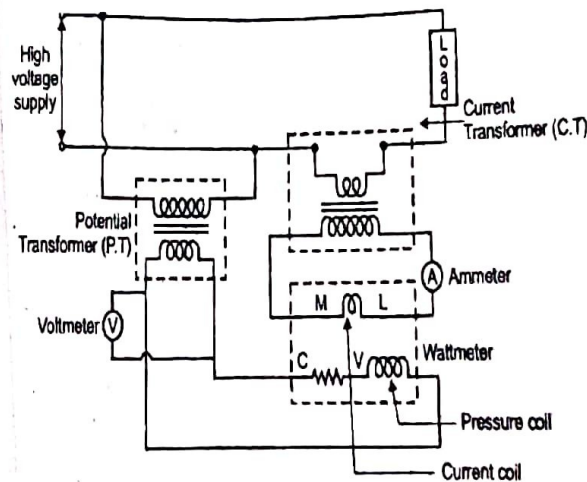 High
voltage
supply
Load
Current
Transformer (C.T)
Potential
Transformer (P.T)
A
Ammeter
M
L
Voltmeter
V
Wattmeter
C
V
Pressure coil
Current coil